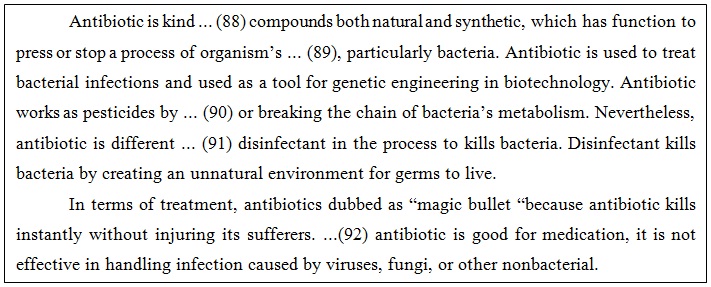 Antibiotic is kind ... (88) compounds both natural and synthetic, which has function to
press or stop a process of organism's ... (89), particularly bacteria. Antibiotic is used to treat
bacterial infections and used as a tool for genetic engineering in biotechnology. Antibiotic
works as pesticides by ... (90) or breaking the chain of bacteria's metabolism. Nevertheless,
antibiotic is different ... (91) disinfectant in the process to kills bacteria. Disinfectant kills
bacteria by creating an unnatural environment for germs to live.
In terms of treatment, antibiotics dubbed as “magic bullet “because antibiotic kills
instantly without injuring its sufferers. ...(92) antibiotic is good for medication, it is not
effective in handling infection caused by viruses, fungi, or other nonbacterial.